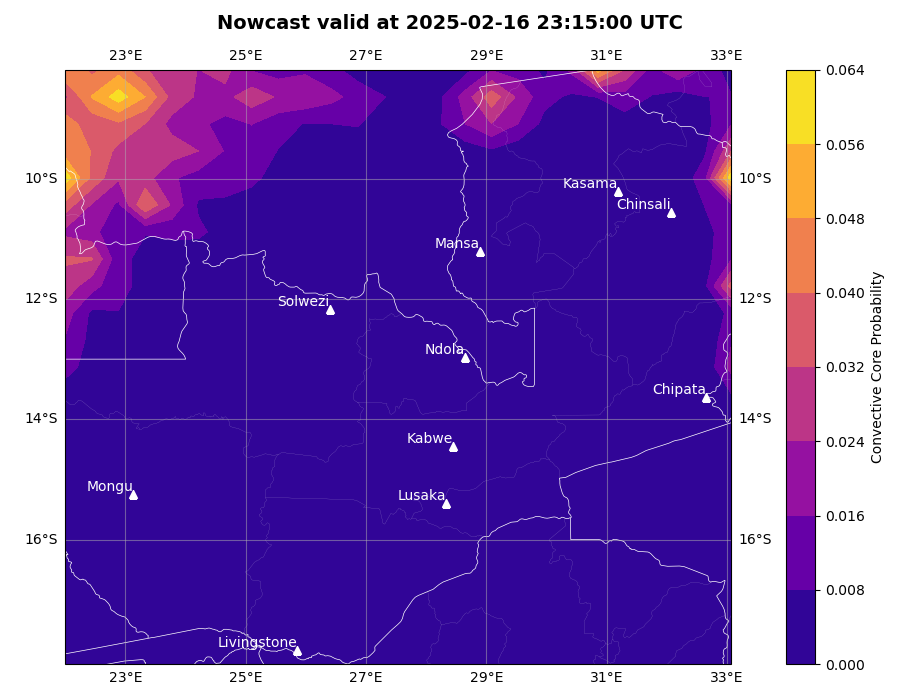 Nowcast valid at 2025-02-16 23:15:00 UTC
23°E 25°E 27°E 29°E 31°E 33°E
0.064
0.056
10°S Kasama 10°S
Chinsali
0.048
Mansa
0.040
12°S Solwezi 12°S
0.032
Ndola
Chipata
14°S 14°S
0.024
Kabwe
Mongu
Lusaka
0.016
16°S 16°S
0.008
Livingstone
0.000
23°E 25°E 27°E 29°E 31°E 33°E
Convective Core Probability